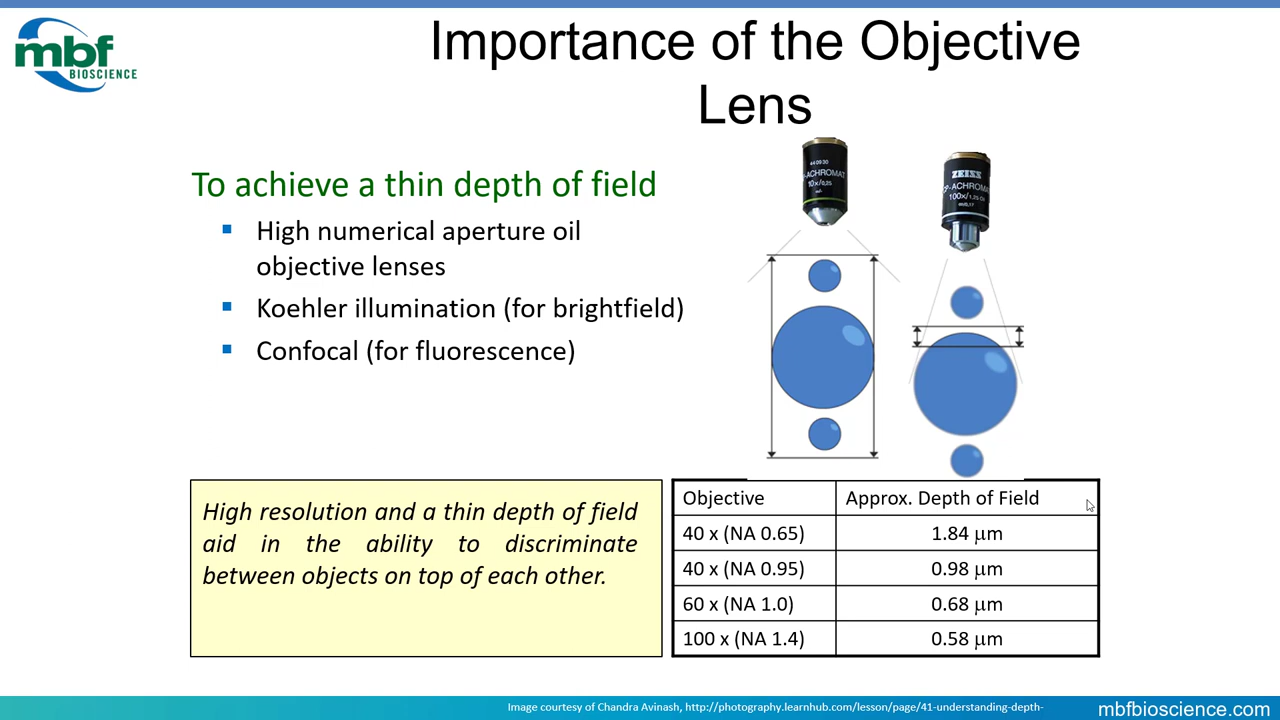 mbf
BIOSCIENCE
Importance of the Objective
Lens
To achieve a thin depth of field
High numerical aperture oil
objective lenses
Koehler illumination (for brightfield)
Confocal (for fluorescence)
440930
P-ACHROMAT
10x/0,25
ZEISS
CP-ACHROMAT
100x/1,25 Oil
∞/0,17
High resolution and a thin depth of field
aid in the ability to discriminate
between objects on top of each other.
Objective Approx. Depth of Field
40 x (NA 0.65) 1.84 μm
40 x (NA 0.95) 0.98 μm
60 x (NA 1.0) 0.68 μm
100 x (NA 1.4) 0.58 μm
Image courtesy of Chandra Avinash, http://photography.learnhub.com/lesson/page/41-understanding-depth-
mbfbioscience.com